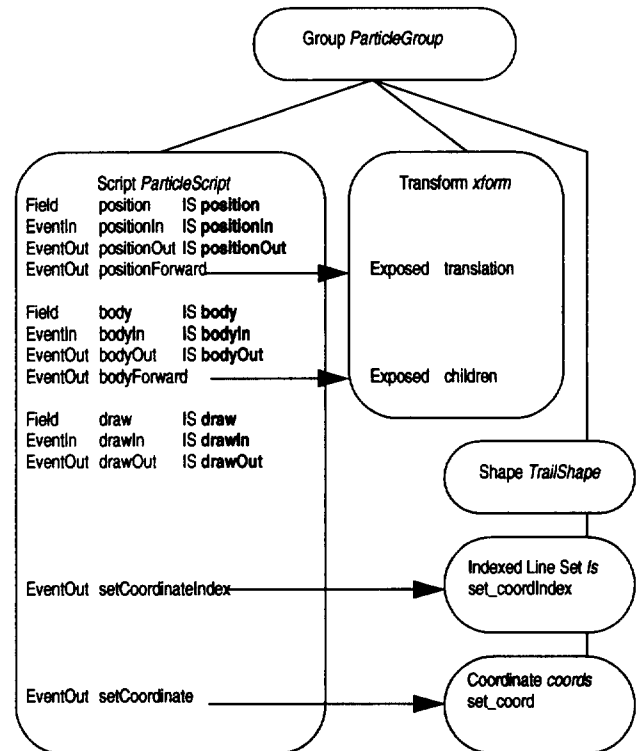 Group ParticleGroup
Script ParticleScript
Field position IS position
EventIn positionIn IS positionIn
EventOut positionOut IS positionOut
EventOut positionForward
Field body IS body
EventIn bodyIn IS bodyIn
EventOut bodyOut IS bodyOut
EventOut bodyForward
Field draw IS draw
EventIn drawIn IS drawIn
EventOut drawOut IS drawOut
EventOut setCoordinateIndex
EventOut setCoordinate
Transform xform
Exposed translation
Exposed children
Shape TrailShape
Indexed Line Set ls
set_coordIndex
Coordinate coords
set_coord